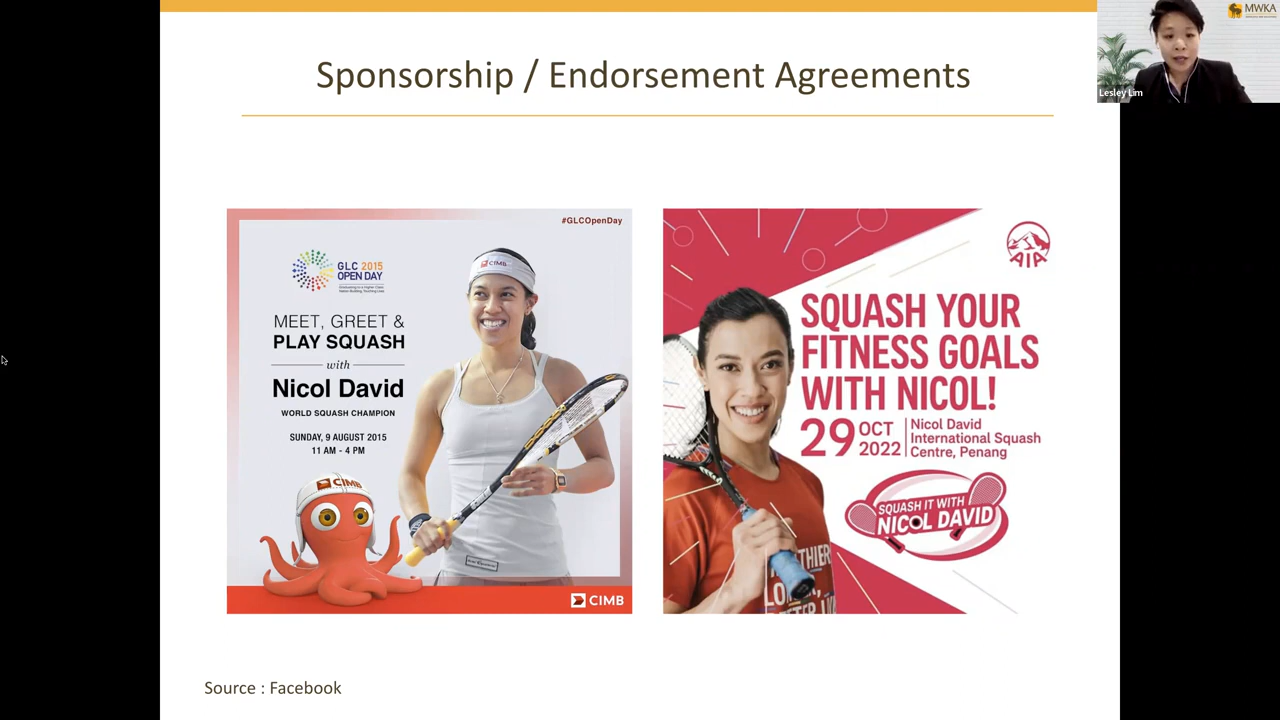 Sponsorship / Endorsement Agreements
MWKA
Lesley Lim
#GLCOpenDay
GLC 2015
OPEN DAY
MEET, GREET &
PLAY SQUASH
with
Nicol David
WORLD SQUASH CHAMPION
SUNDAY, 9 AUGUST 2015
11 AM - 4 PM
CIMB
CIMB
CIMB
AIA
SQUASH YOUR
FITNESS GOALS
WITH NICOL!
29 OCT 2022
Nicol David
International Squash
Centre, Penang
SQUASH IT WITH
NICOL DAVID
Source : Facebook